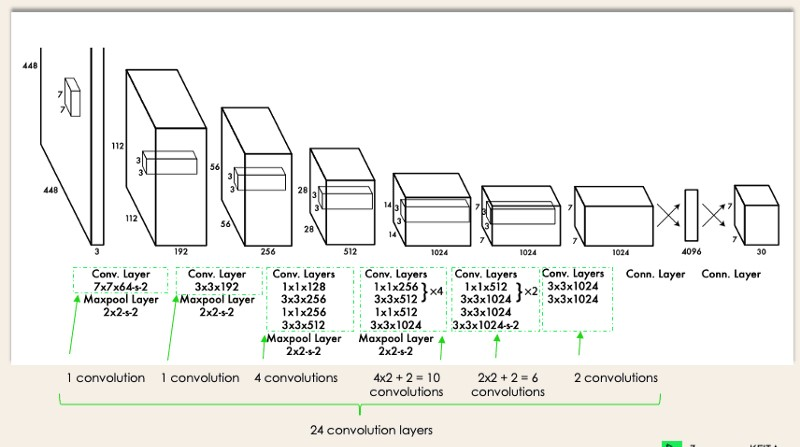 448
7
7
448
3
112
3
3
112
192
56
3
3
56
256
28
3
3
28
512
14
3
3
14
1024
7
3
3
7
1024
7
7
1024
4096
7
7
30
Conv. Layer
7x7x64-s-2
Maxpool Layer
2x2-s-2
Conv. Layer
3x3x192
Maxpool Layer
2x2-s-2
Conv. Layers
1x1x128
3x3x256
1x1x256
3x3x512
Maxpool Layer
2x2-s-2
Conv. Layers
1x1x256
3x3x512
}x4
1x1x512
3x3x1024
Maxpool Layer
2x2-s-2
Conv. Layers
1x1x512
3x3x1024
}x2
3x3x1024
3x3x1024-s-2
Conv. Layers
3x3x1024
3x3x1024
Conn. Layer
Conn. Layer
1 convolution
1 convolution
4 convolutions
4x2 + 2 = 10
convolutions
2x2 + 2 = 6
convolutions
2 convolutions
24 convolution layers